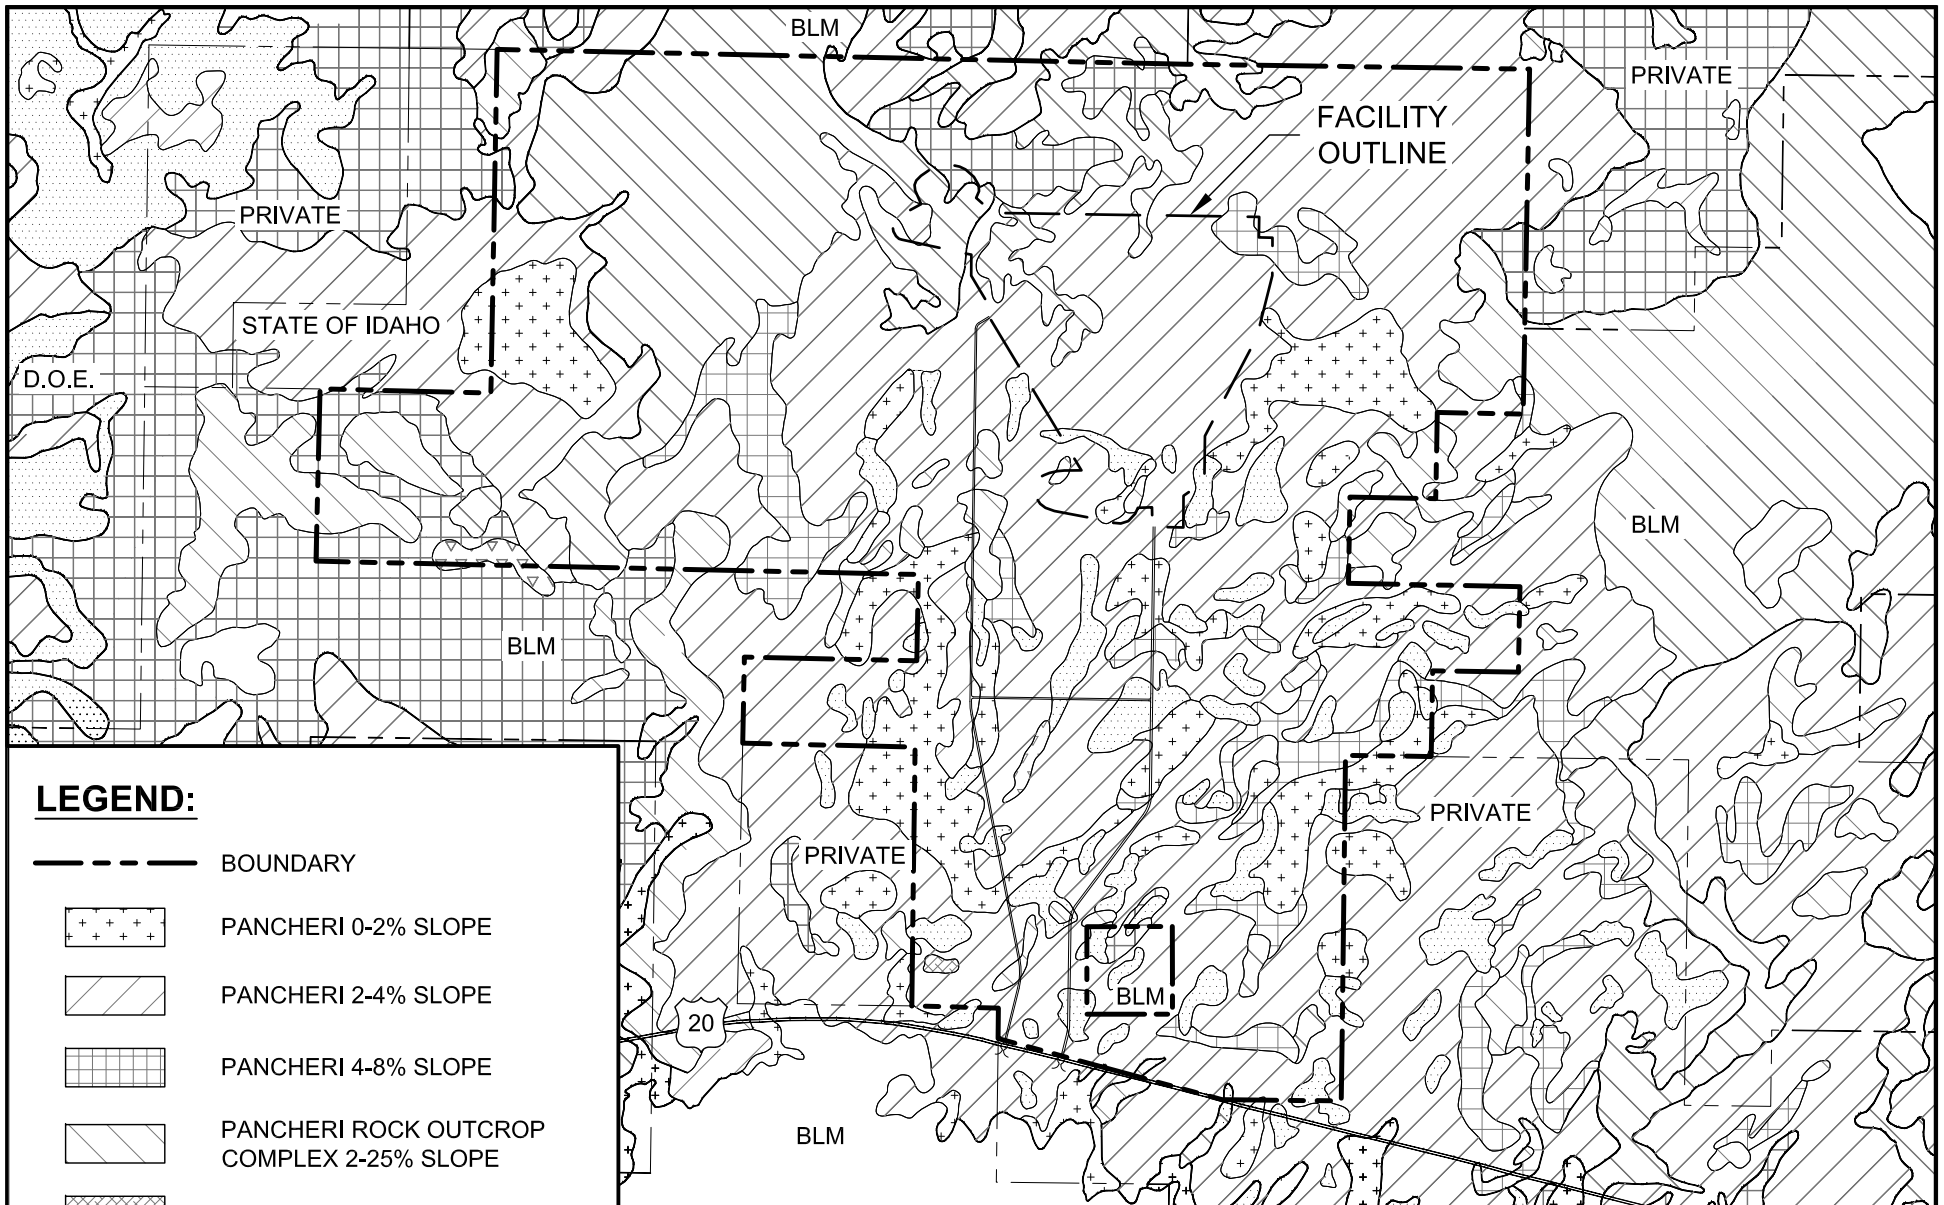 BLM
PRIVATE
FACILITY
OUTLINE
PRIVATE
STATE OF IDAHO
D.O.E.
BLM
BLM
PRIVATE
PRIVATE
BLM
20
BLM
LEGEND:
BOUNDARY
PANCHERI 0-2% SLOPE
PANCHERI 2-4% SLOPE
PANCHERI 4-8% SLOPE
PANCHERI ROCK OUTCROP
COMPLEX 2-25% SLOPE